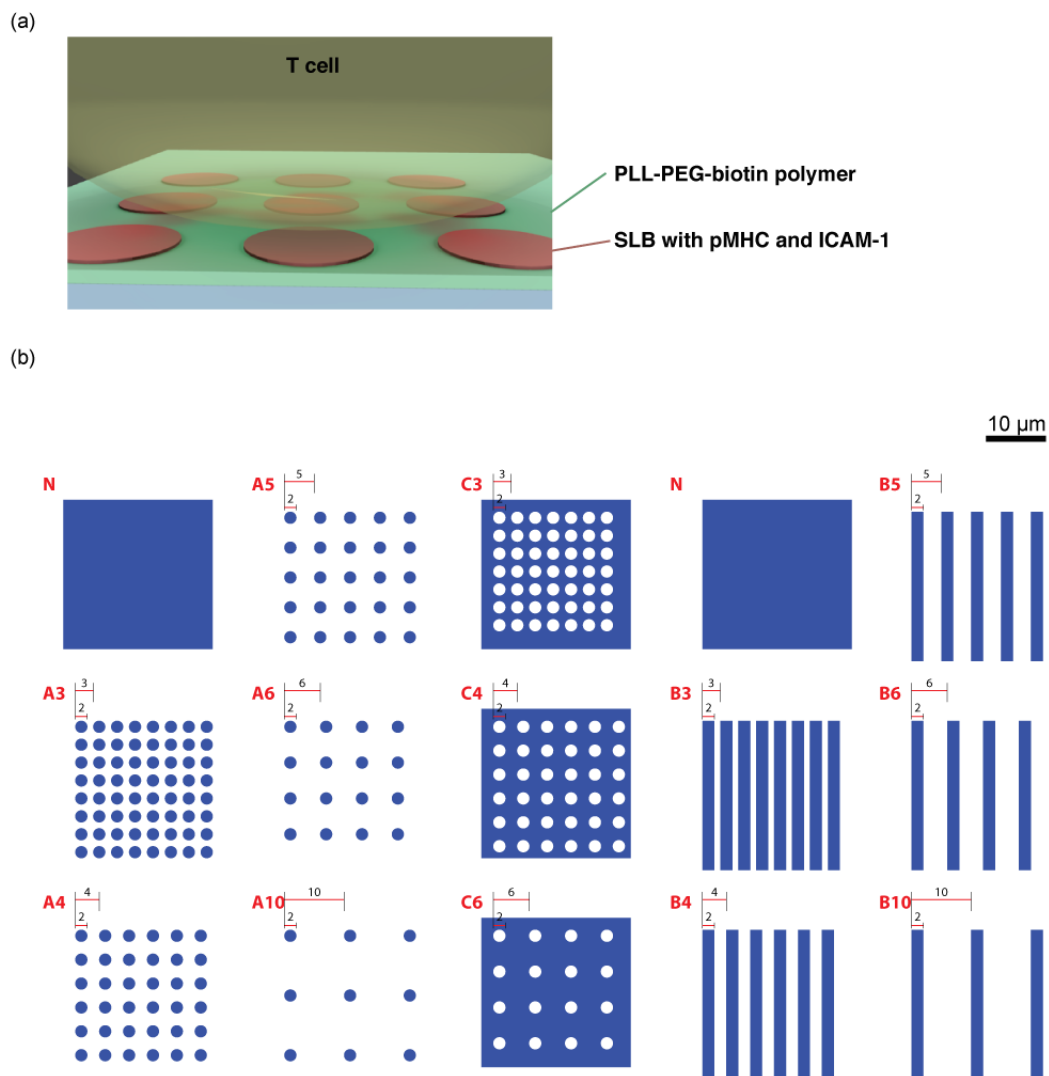 (a)
T cell
PLL-PEG-biotin polymer
SLB with pMHC and ICAM-1
(b)
10 μm
N
A5
5
2
C3
3
2
N
B5
5
2
A3
3
2
A6
6
2
C4
4
2
B3
3
2
B6
6
2
A4
4
2
A10
10
2
C6
6
2
B4
4
2
B10
10
2